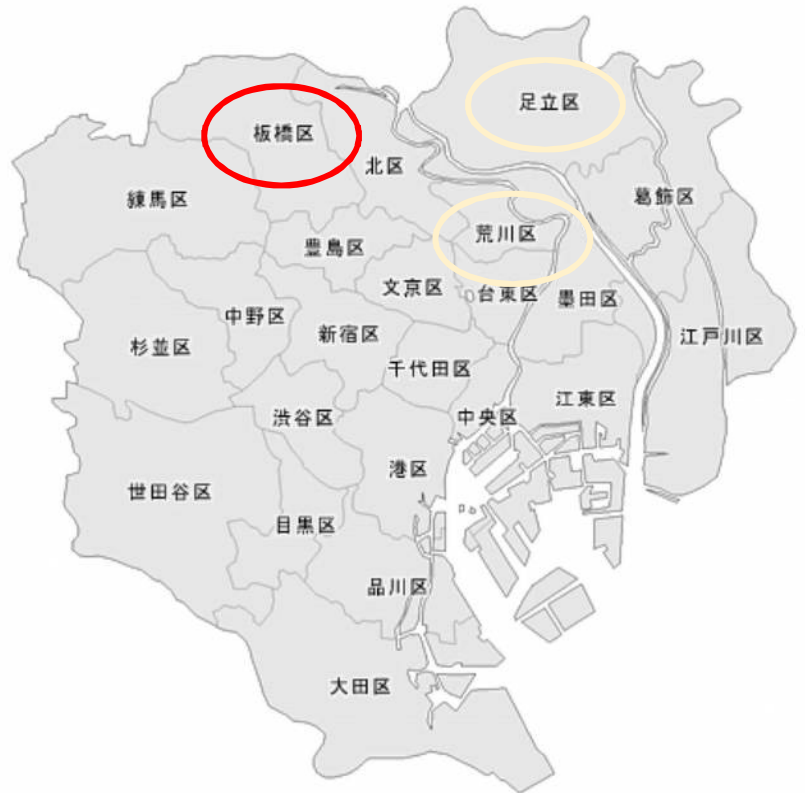 足立区
板橋区
北区
葛飾区
練馬区
荒川区
豊島区
文京区
台東区
墨田区
中野区
新宿区
江戸川区
杉並区
千代田区
江東区
渋谷区
中央区
港区
世田谷区
目黒区
品川区
大田区